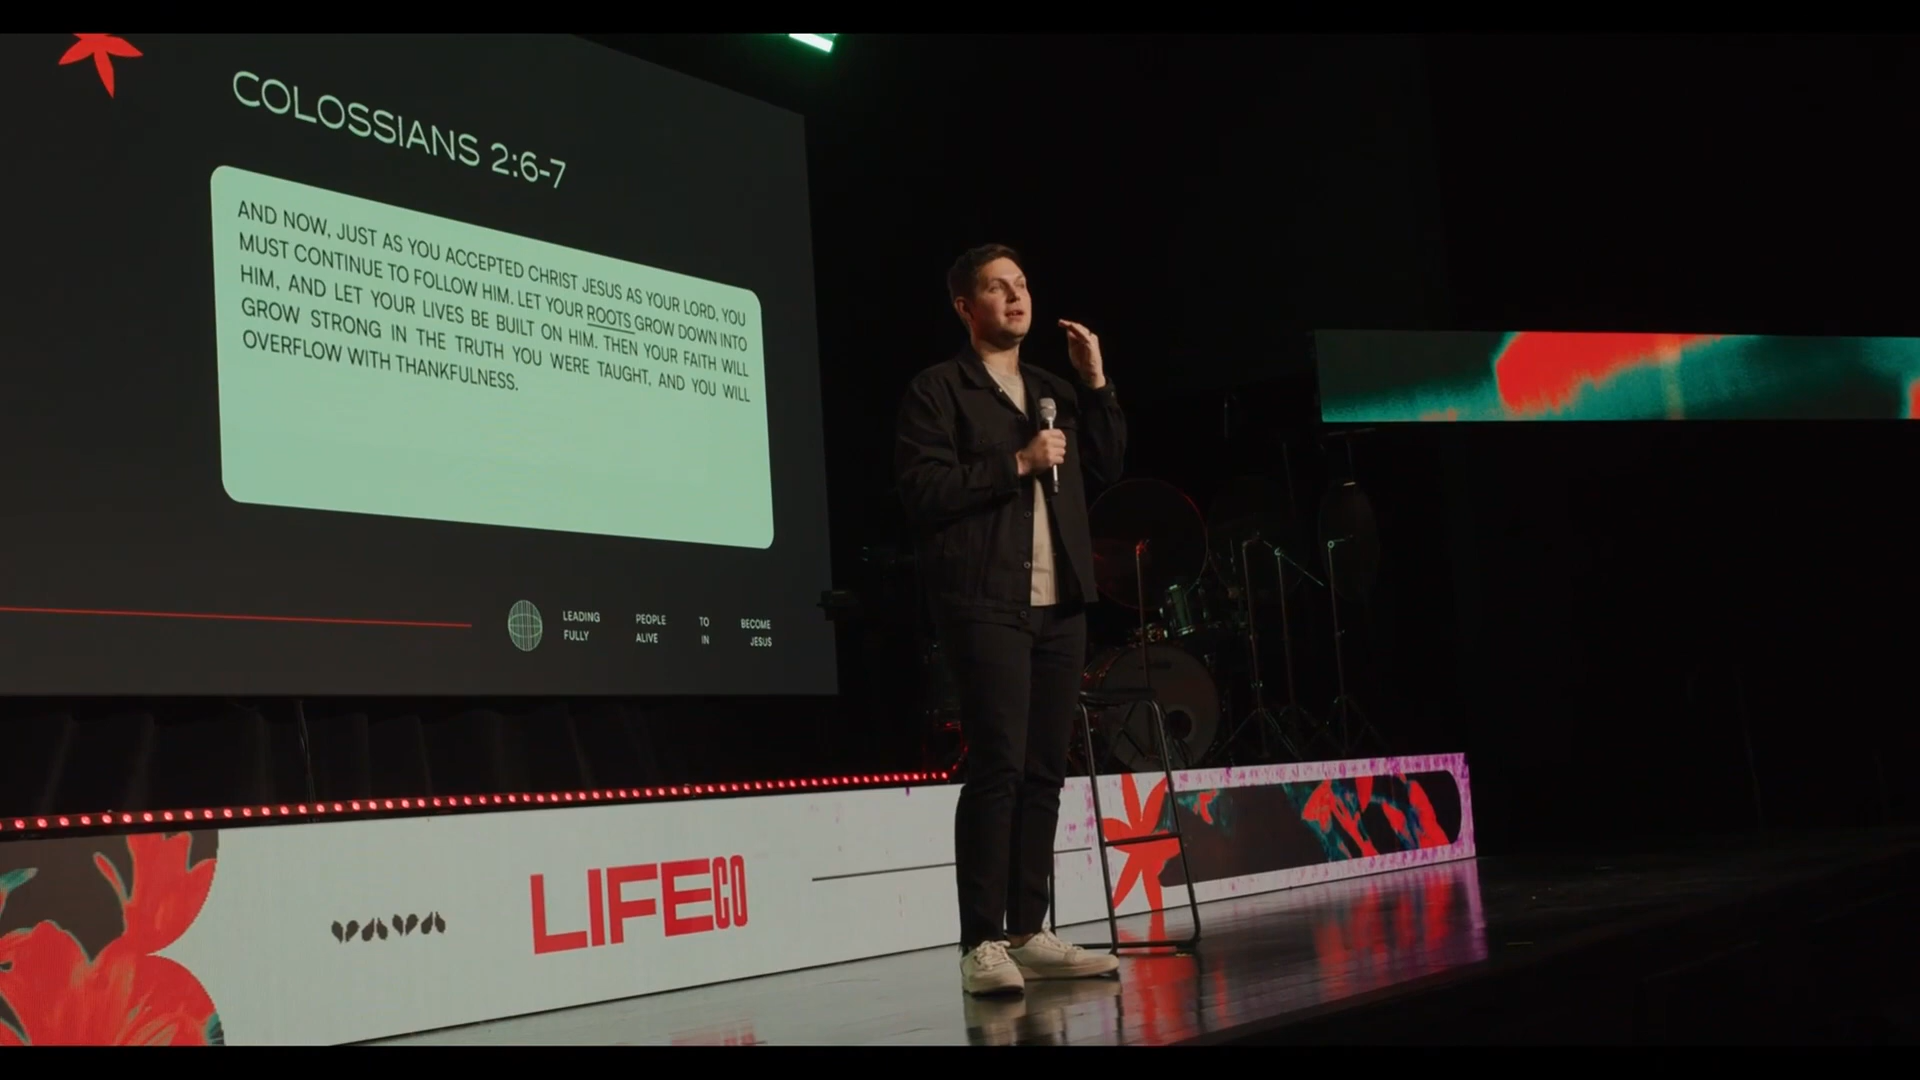 COLOSSIANS 2:6-7
AND NOW, JUST AS YOU ACCEPTED CHRIST JESUS AS YOUR LORD, YOU
MUST CONTINUE TO FOLLOW HIM. LET YOUR ROOTS GROW DOWN INTO
HIM, AND LET YOUR LIVES BE BUILT ON HIM. THEN YOUR FAITH WILL
GROW STRONG IN THE TRUTH YOU WERE TAUGHT, AND YOU WILL
OVERFLOW WITH THANKFULNESS.
LEADING PEOPLE TO BECOME
FULLY ALIVE IN JESUS
LIFECO